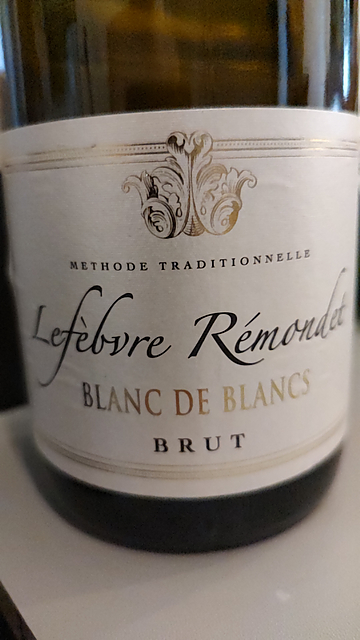 METHODE TRADITIONNELLE
Lefèbvre Rémondet
BLANC DE BLANCS
BRUT